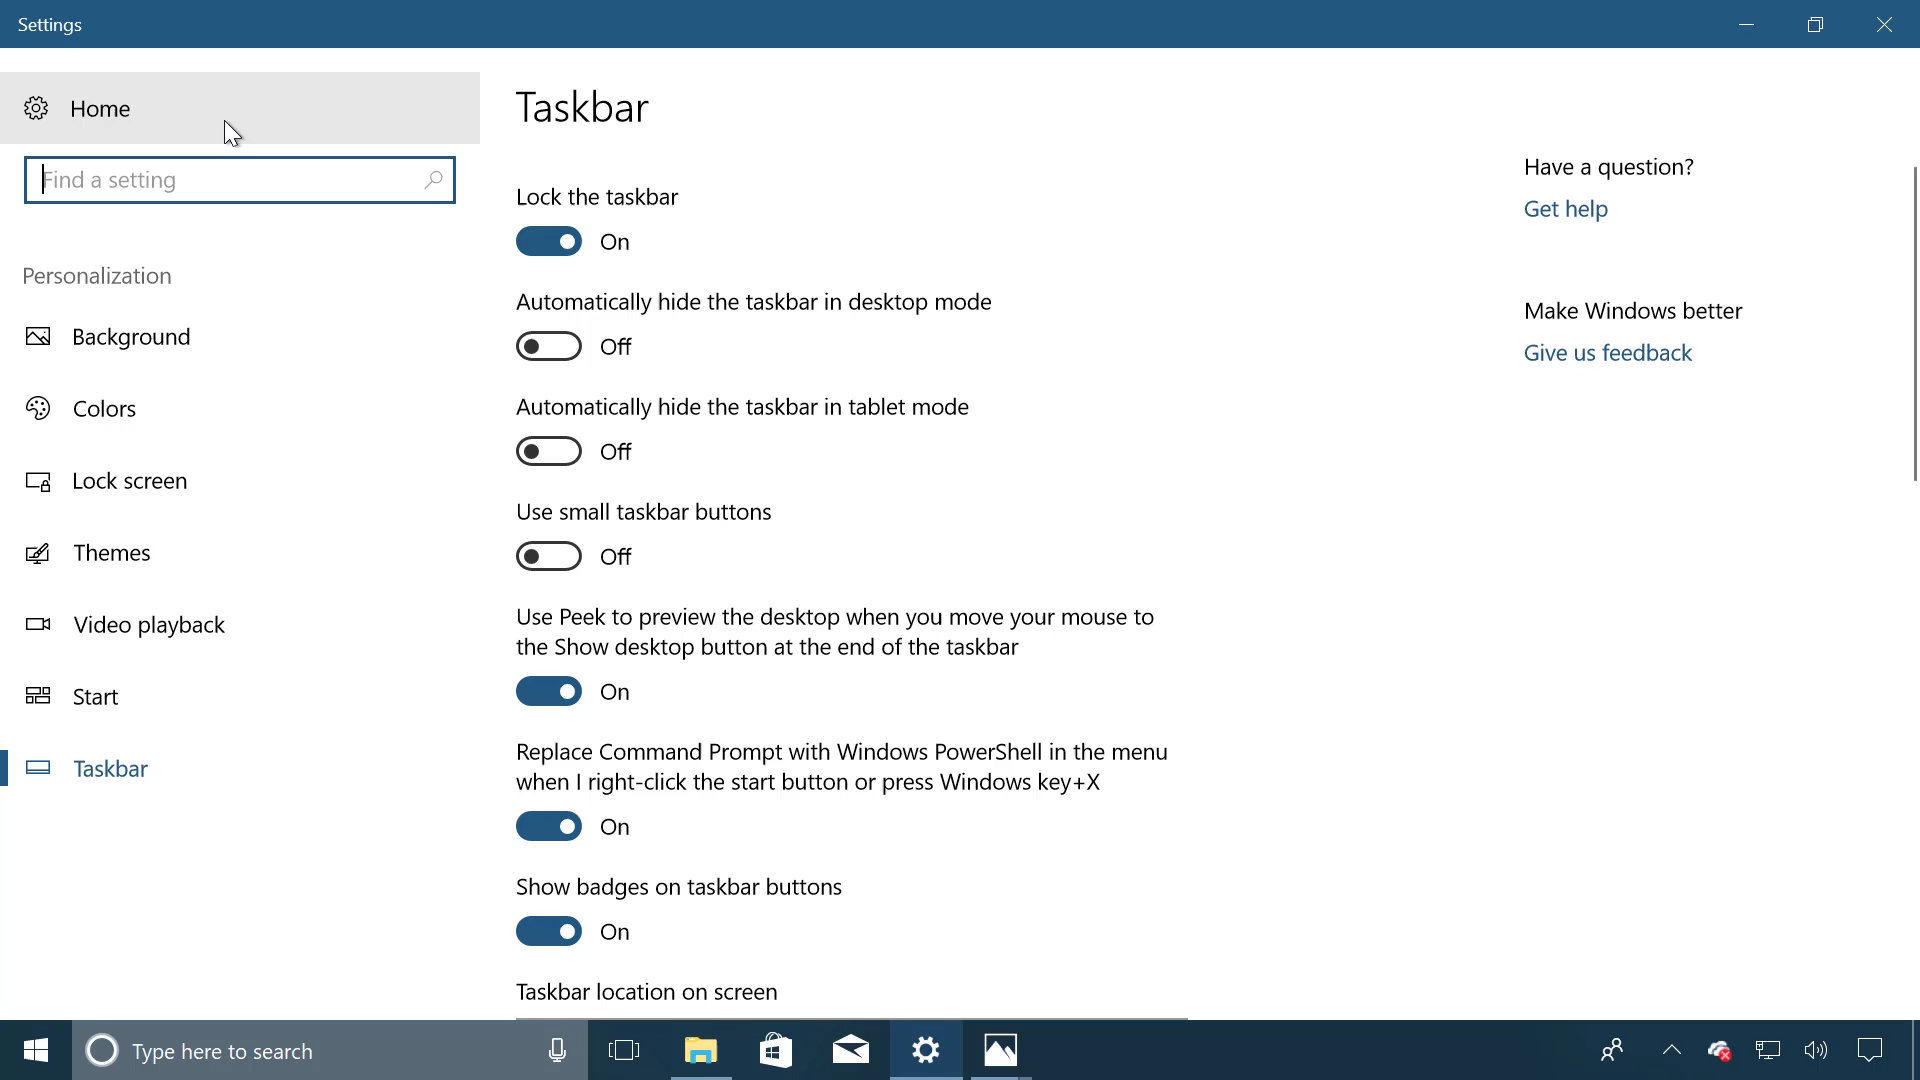 Settings
Home
Find a setting
Personalization
Background
Colors
Lock screen
Themes
Video playback
Start
Taskbar
Taskbar
Lock the taskbar
On
Automatically hide the taskbar in desktop mode
Off
Automatically hide the taskbar in tablet mode
Off
Use small taskbar buttons
Off
Use Peek to preview the desktop when you move your mouse to
the Show desktop button at the end of the taskbar
On
Replace Command Prompt with Windows PowerShell in the menu
when I right-click the start button or press Windows key+X
On
Show badges on taskbar buttons
On
Taskbar location on screen
Have a question?
Get help
Make Windows better
Give us feedback
Type here to search